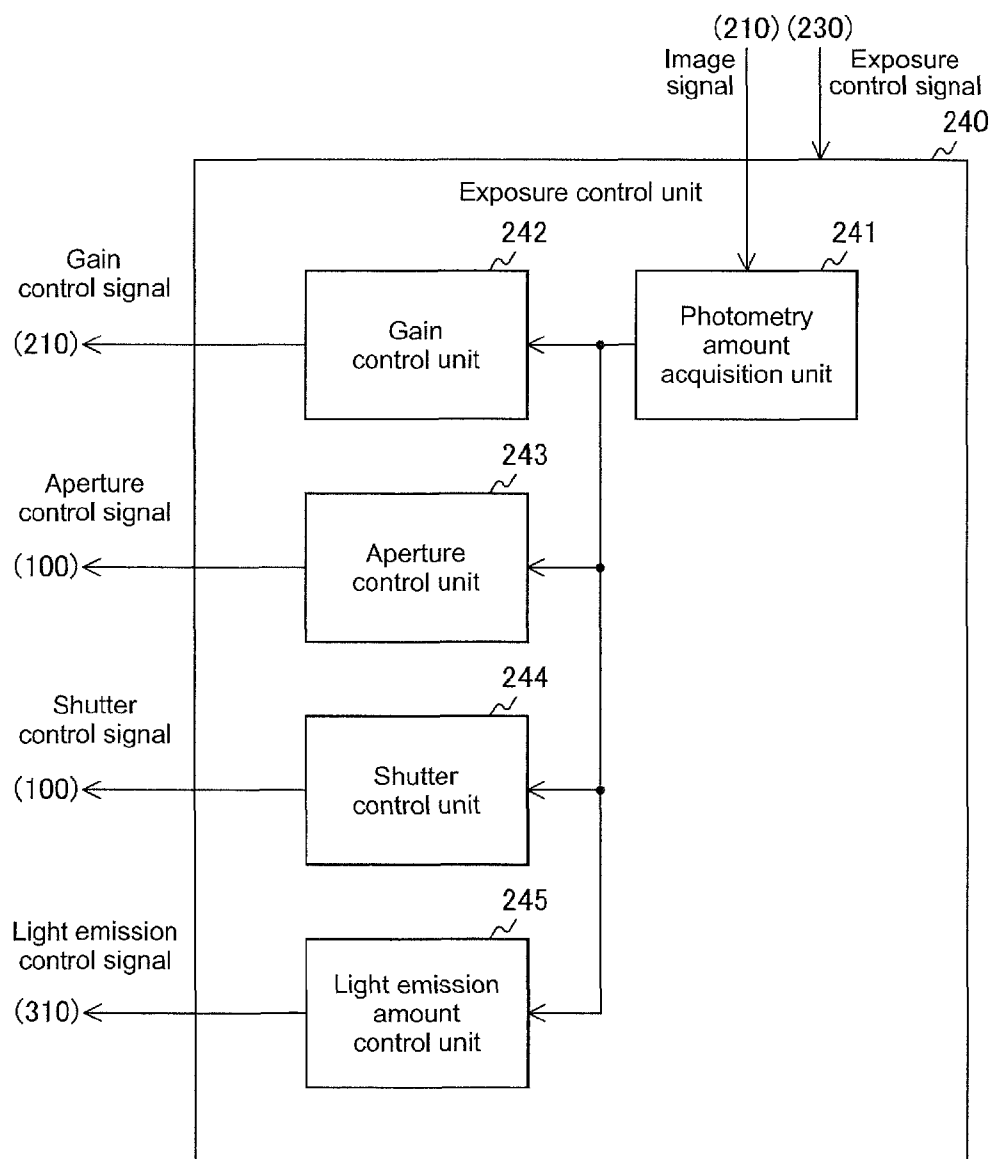 (210) (230)
Image signal
Exposure control signal
240
Exposure control unit
242
241
Gain control signal
(210)
Gain control unit
Photometry amount acquisition unit
243
Aperture control signal
(100)
Aperture control unit
244
Shutter control signal
(100)
Shutter control unit
245
Light emission control signal
(310)
Light emission amount control unit